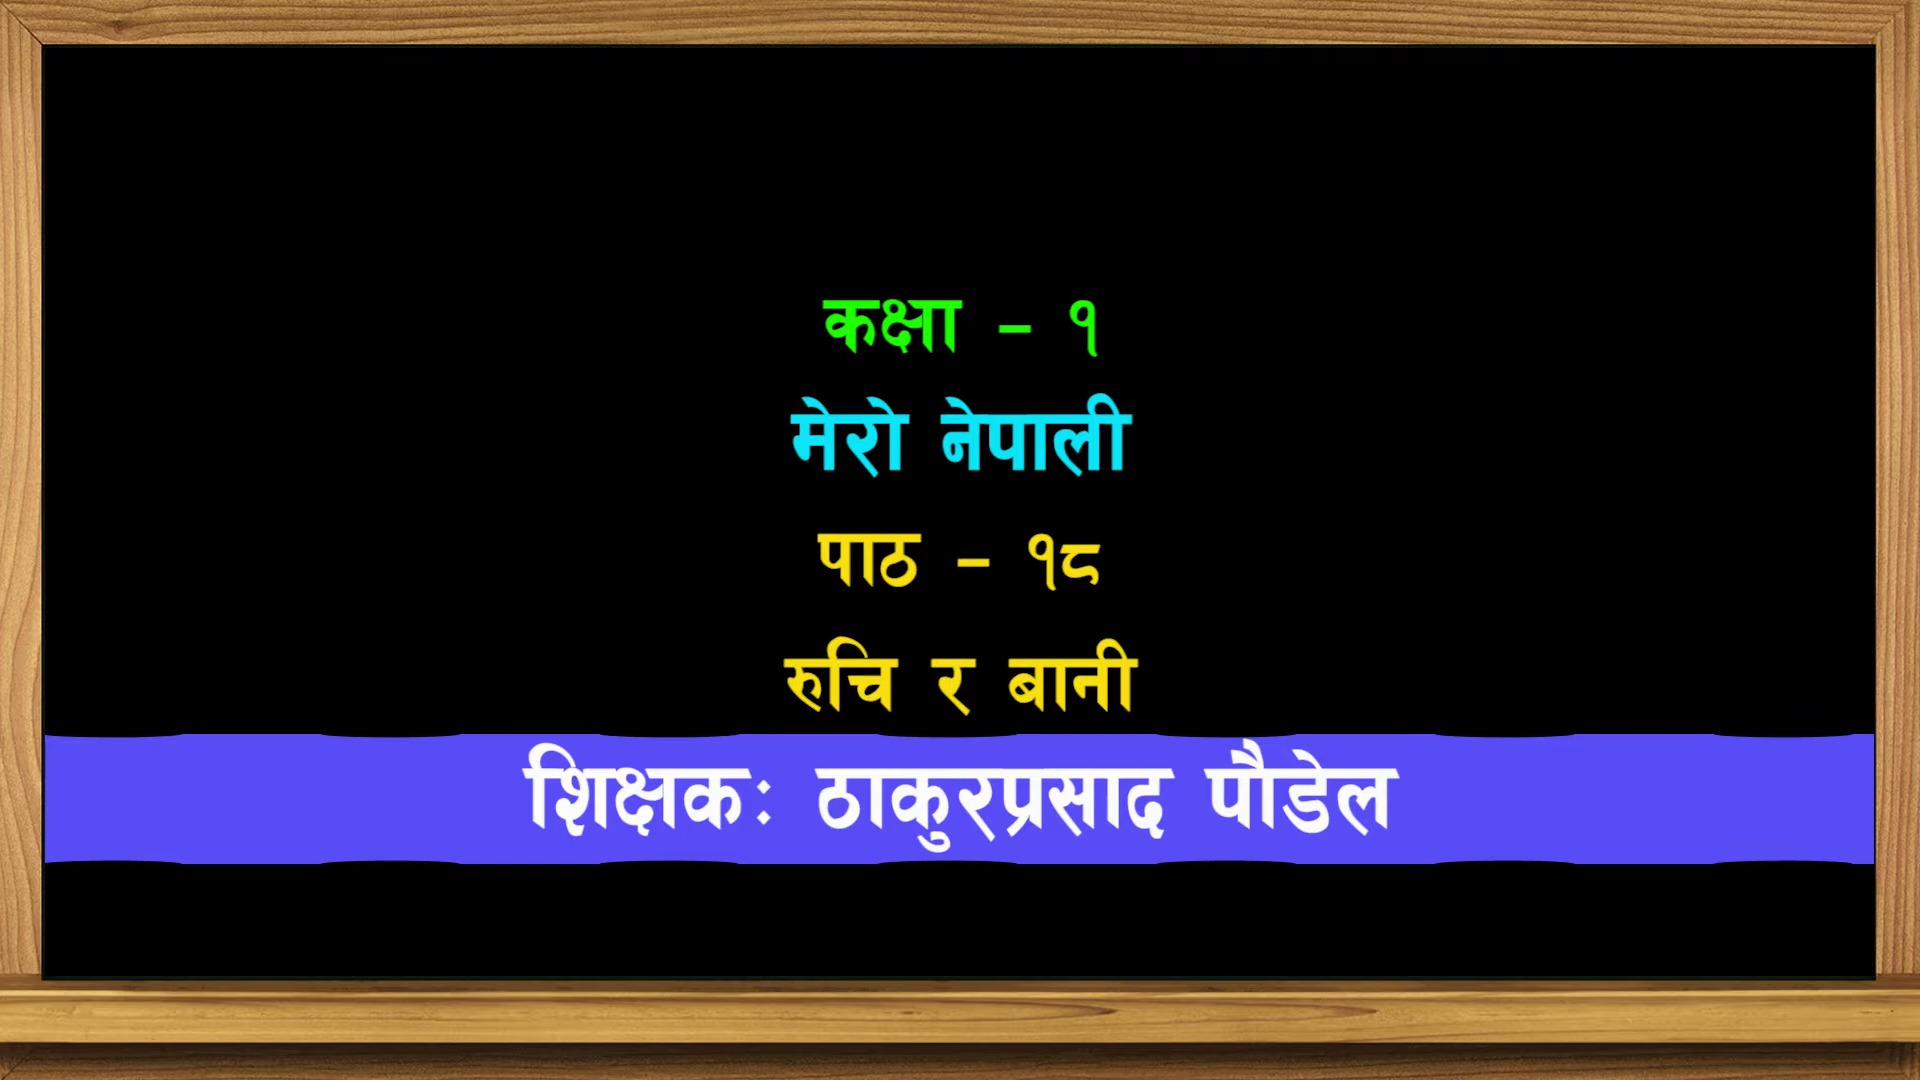 कक्षा – १
मेरो नेपाली
पाठ – १८
रुचि र बानी
शिक्षकः ठाकुरप्रसाद पौडेल